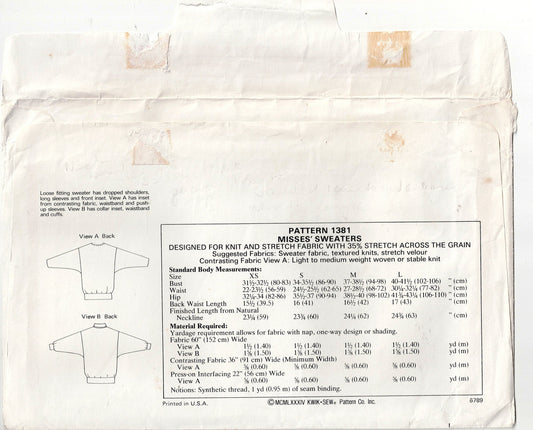 Loose fitting sweater has dropped shoulders,
long sleeves and front inset. View A has inset
from contrasting fabric, waistband and push-
up sleeves. View B has collar inset, waistband
and cuffs.
View A Back
View B Back
PATTERN 1381
MISSES' SWEATERS
DESIGNED FOR KNIT AND STRETCH FABRIC WITH 35% STRETCH ACROSS THE GRAIN
Suggested Fabrics: Sweater fabric, textured knits, stretch velour
Contrasting Fabric View A: Light to medium weight woven or stable knit
Standard Body Measurements:
Size XS S M L
Bust 31½-32½ (80-83) 34-35½ (86-90) 37-38½ (94-98) 40-41½ (102-106) " (cm)
Waist 22-23½ (56-59) 24½-25½ (62-65) 27-28½ (68-72) 30¼-32¼ (77-82) " (cm)
Hip 32¼-34 (82-86) 35½-37 (90-94) 38½-40 (98-102) 41¾-43¼ (106-110) " (cm)
Back Waist Length 15½ (39.5) 16 (41) 16½ (42) 17 (43) " (cm)
Finished Length from Natural
Neckline 23¼ (59) 23¾ (60) 24¼ (62) 24¾ (63) " (cm)
Material Required:
Yardage requirement allows for fabric with nap, one-way design or shading.
Fabric 60" (152 cm) Wide
View A 1½ (1.40) 1½ (1.40) 1½ (1.40) 1½ (1.40) yd (m)
View B 1⅝ (1.50) 1⅝ (1.50) 1⅝ (1.50) 1⅝ (1.50) yd (m)
Contrasting Fabric 36" (91 cm) Wide (Minimum Width)
View A ⅝ (0.60) ⅝ (0.60) ⅝ (0.60) ⅝ (0.60) yd (m)
Press-on Interfacing 22" (56 cm) Wide
View A ⅝ (0.60) ⅝ (0.60) ⅝ (0.60) ⅝ (0.60) yd (m)
Notions: Synthetic thread, 1 yd (0.95 m) of seam binding.
Printed in U.S.A.
©MCMLXXXIV KWIK•SEW® Pattern Co. Inc.
6789